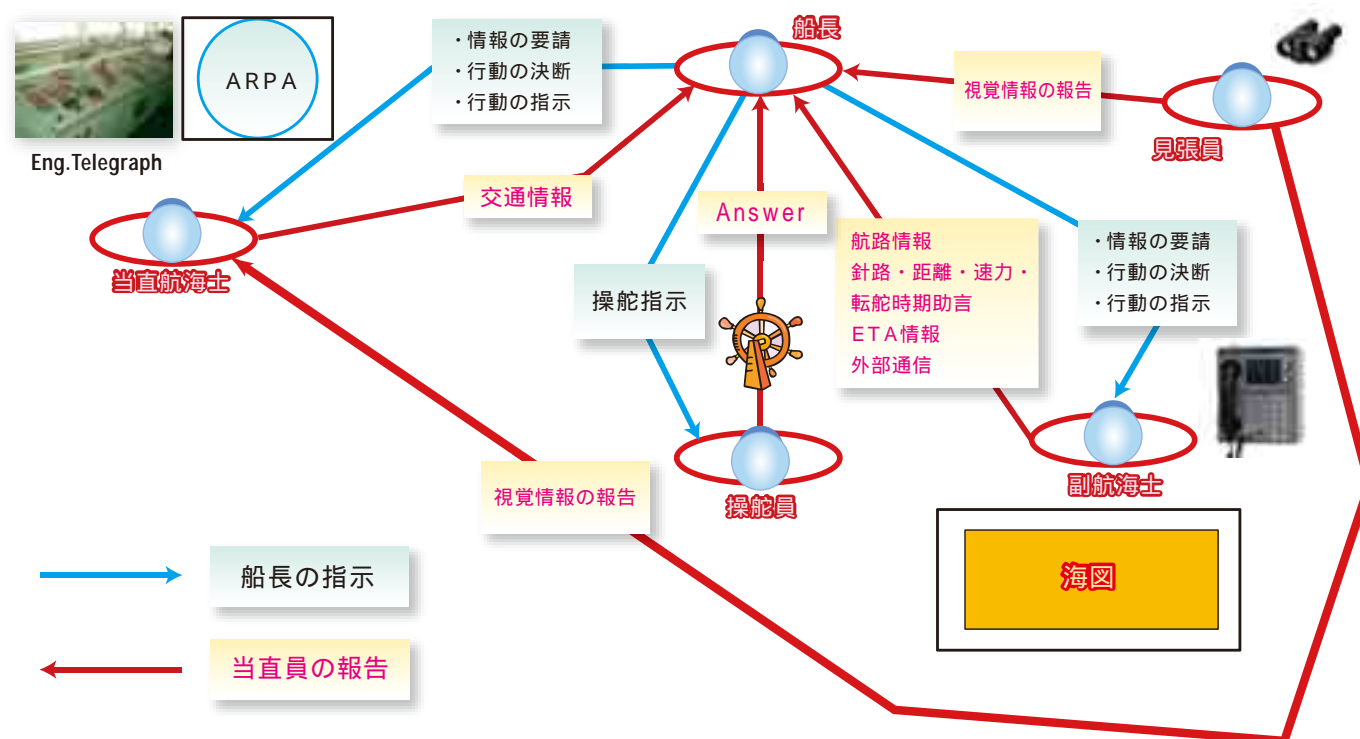 船長
・情報の要請
・行動の決断
・行動の指示
ARPA
視覚情報の報告
Eng.Telegraph
見張員
交通情報
Answer
航路情報
針路・距離・速力・
転舵時期助言
ETA情報
外部通信
・情報の要請
・行動の決断
・行動の指示
当直航海士
操舵指示
視覚情報の報告
操舵員
副航海士
海図
船長の指示
当直員の報告